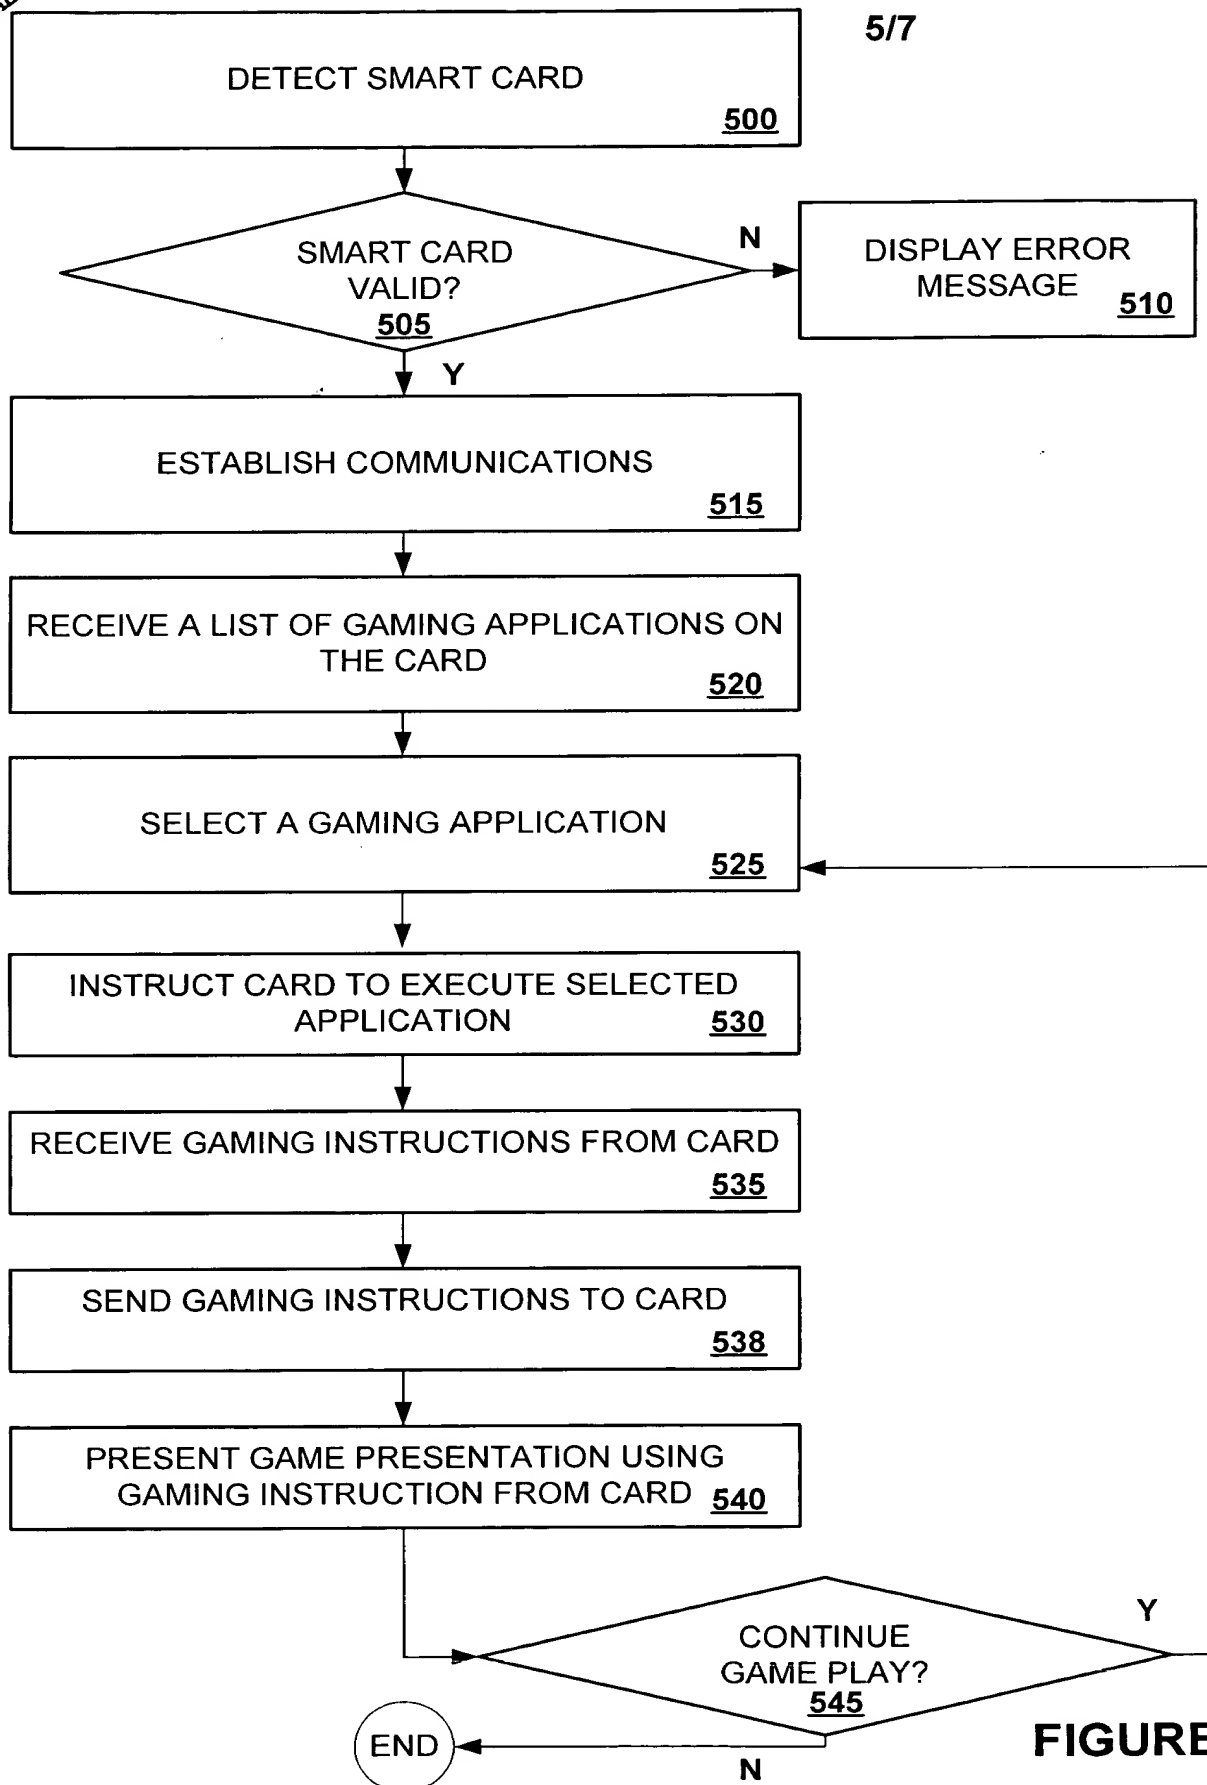 5/7
DETECT SMART CARD
500
SMART CARD
VALID?
505
N
DISPLAY ERROR
MESSAGE 510
Y
ESTABLISH COMMUNICATIONS
515
RECEIVE A LIST OF GAMING APPLICATIONS ON
THE CARD
520
SELECT A GAMING APPLICATION
525
INSTRUCT CARD TO EXECUTE SELECTED
APPLICATION 530
RECEIVE GAMING INSTRUCTIONS FROM CARD
535
SEND GAMING INSTRUCTIONS TO CARD
538
PRESENT GAME PRESENTATION USING
GAMING INSTRUCTION FROM CARD 540
Y
CONTINUE
GAME PLAY?
545
END
N
FIGURE